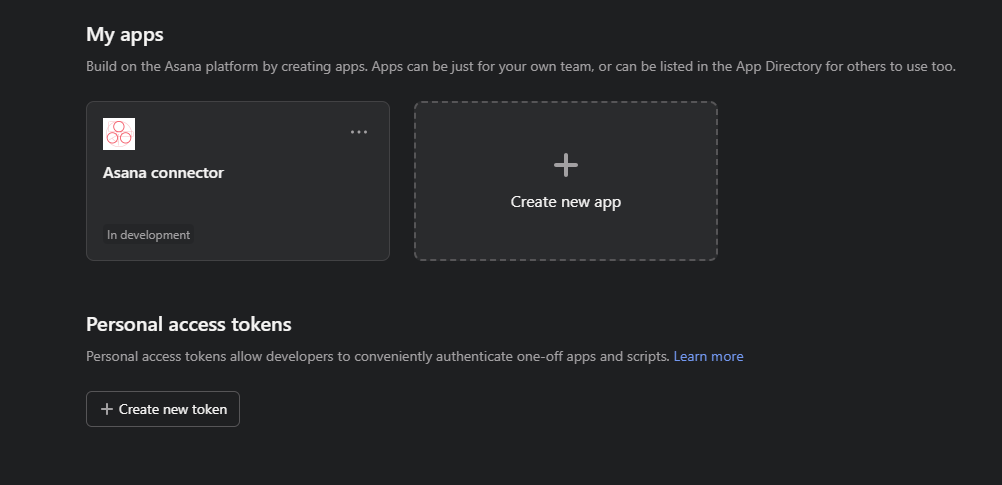 My apps
Build on the Asana platform by creating apps. Apps can be just for your own team, or can be listed in the App Directory for others to use too.
Asana connector
In development
Create new app
Personal access tokens
Personal access tokens allow developers to conveniently authenticate one-off apps and scripts. Learn more
Create new token